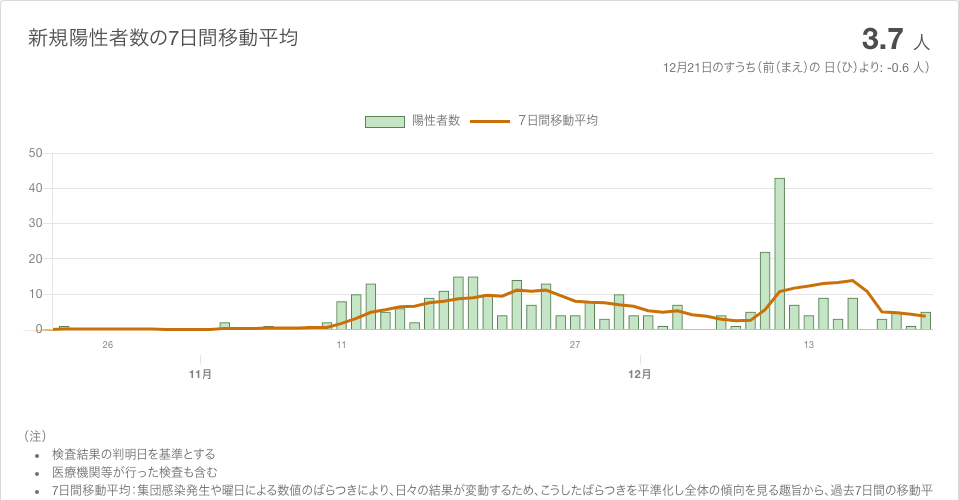 新規陽性者数の7日間移動平均
3.7 人
12月21日のすうち（前（まえ）の 日（ひ）より: -0.6 人）
陽性者数 7日間移動平均
50
40
30
20
10
0
26 11 27 13
11月 12月
（注）
• 検査結果の判明日を基準とする
• 医療機関等が行った検査も含む
• 7日間移動平均：集団感染発生や曜日による数値のばらつきにより、日々の結果が変動するため、こうしたばらつきを平準化し全体の傾向を見る趣旨から、過去7日間の移動平